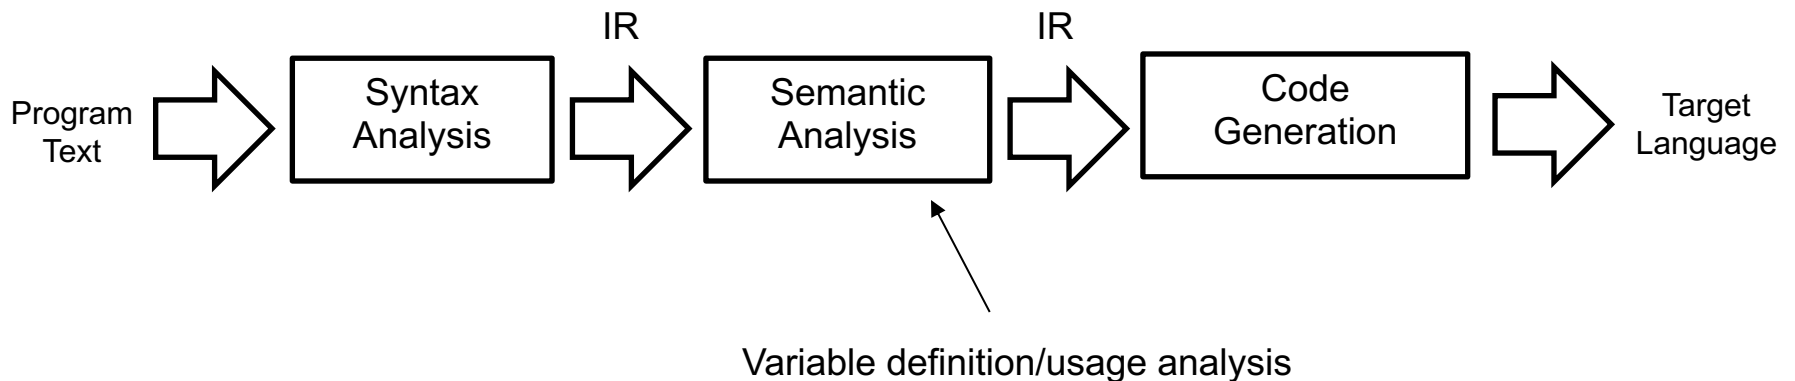 IR
IR
Program
Text
Syntax
Analysis
Semantic
Analysis
Code
Generation
Target
Language
Variable definition/usage analysis